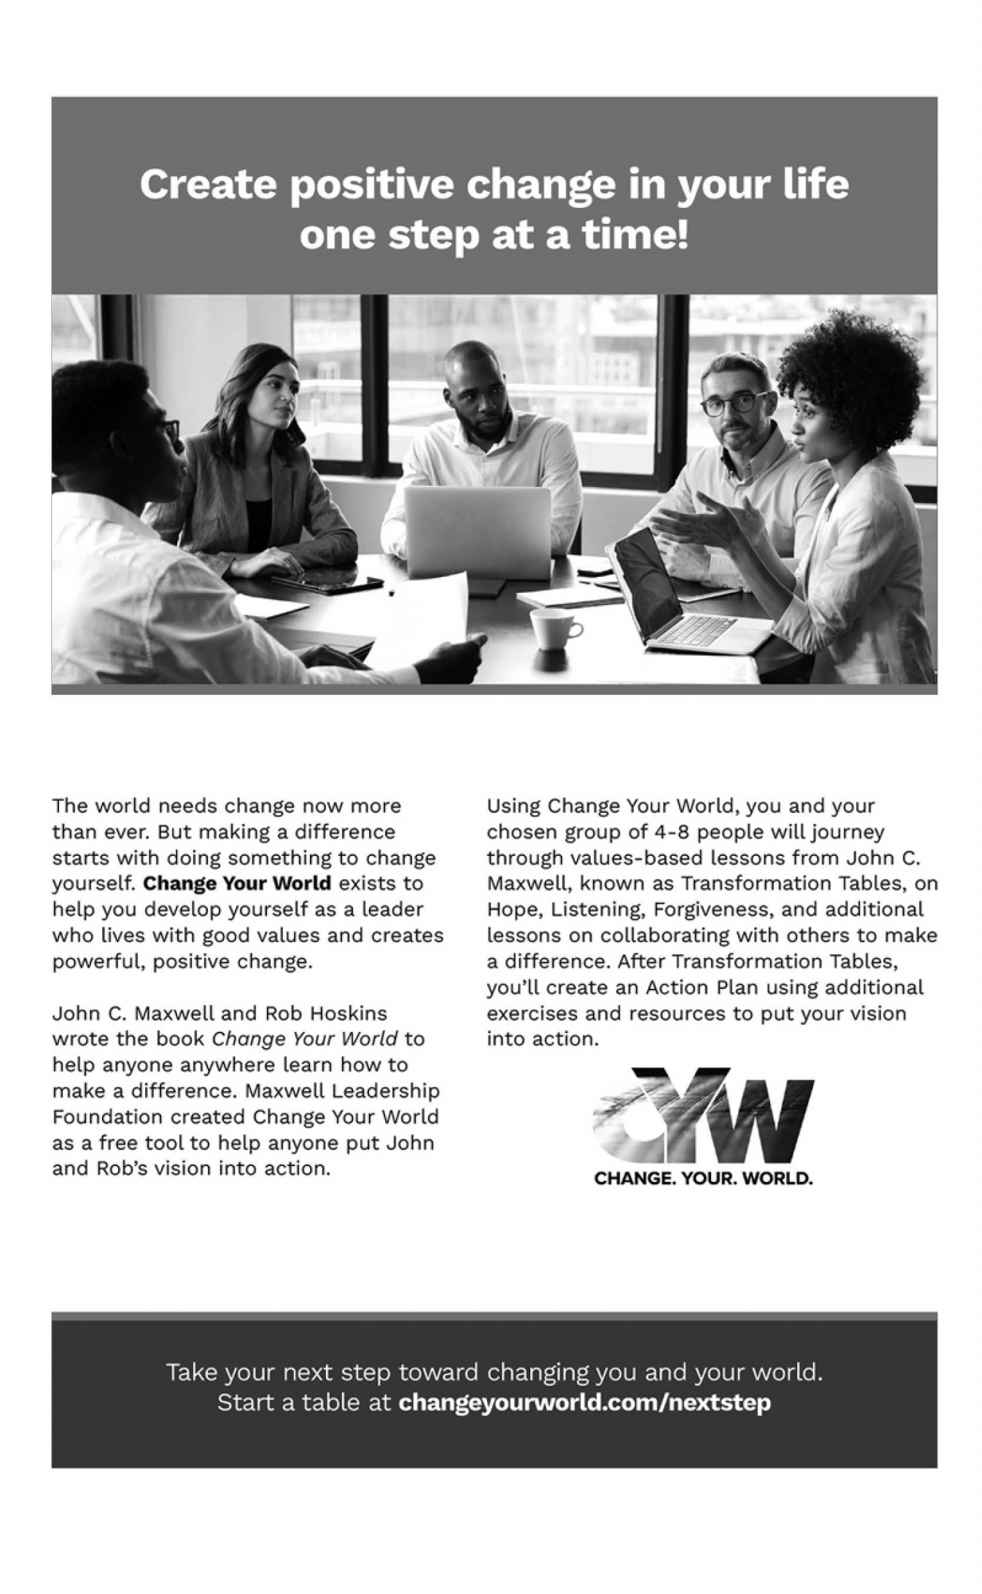 Create positive change in your life
one step at a time!
The world needs change now more
than ever. But making a difference
starts with doing something to change
yourself. Change Your World exists to
help you develop yourself as a leader
who lives with good values and creates
powerful, positive change.
John C. Maxwell and Rob Hoskins
wrote the book Change Your World to
help anyone anywhere learn how to
make a difference. Maxwell Leadership
Foundation created Change Your World
as a free tool to help anyone put John
and Rob’s vision into action.
Using Change Your World, you and your
chosen group of 4-8 people will journey
through values-based lessons from John C.
Maxwell, known as Transformation Tables, on
Hope, Listening, Forgiveness, and additional
lessons on collaborating with others to make
a difference. After Transformation Tables,
you’ll create an Action Plan using additional
exercises and resources to put your vision
into action.
CYW
CHANGE. YOUR. WORLD.
Take your next step toward changing you and your world.
Start a table at changeyourworld.com/nextstep